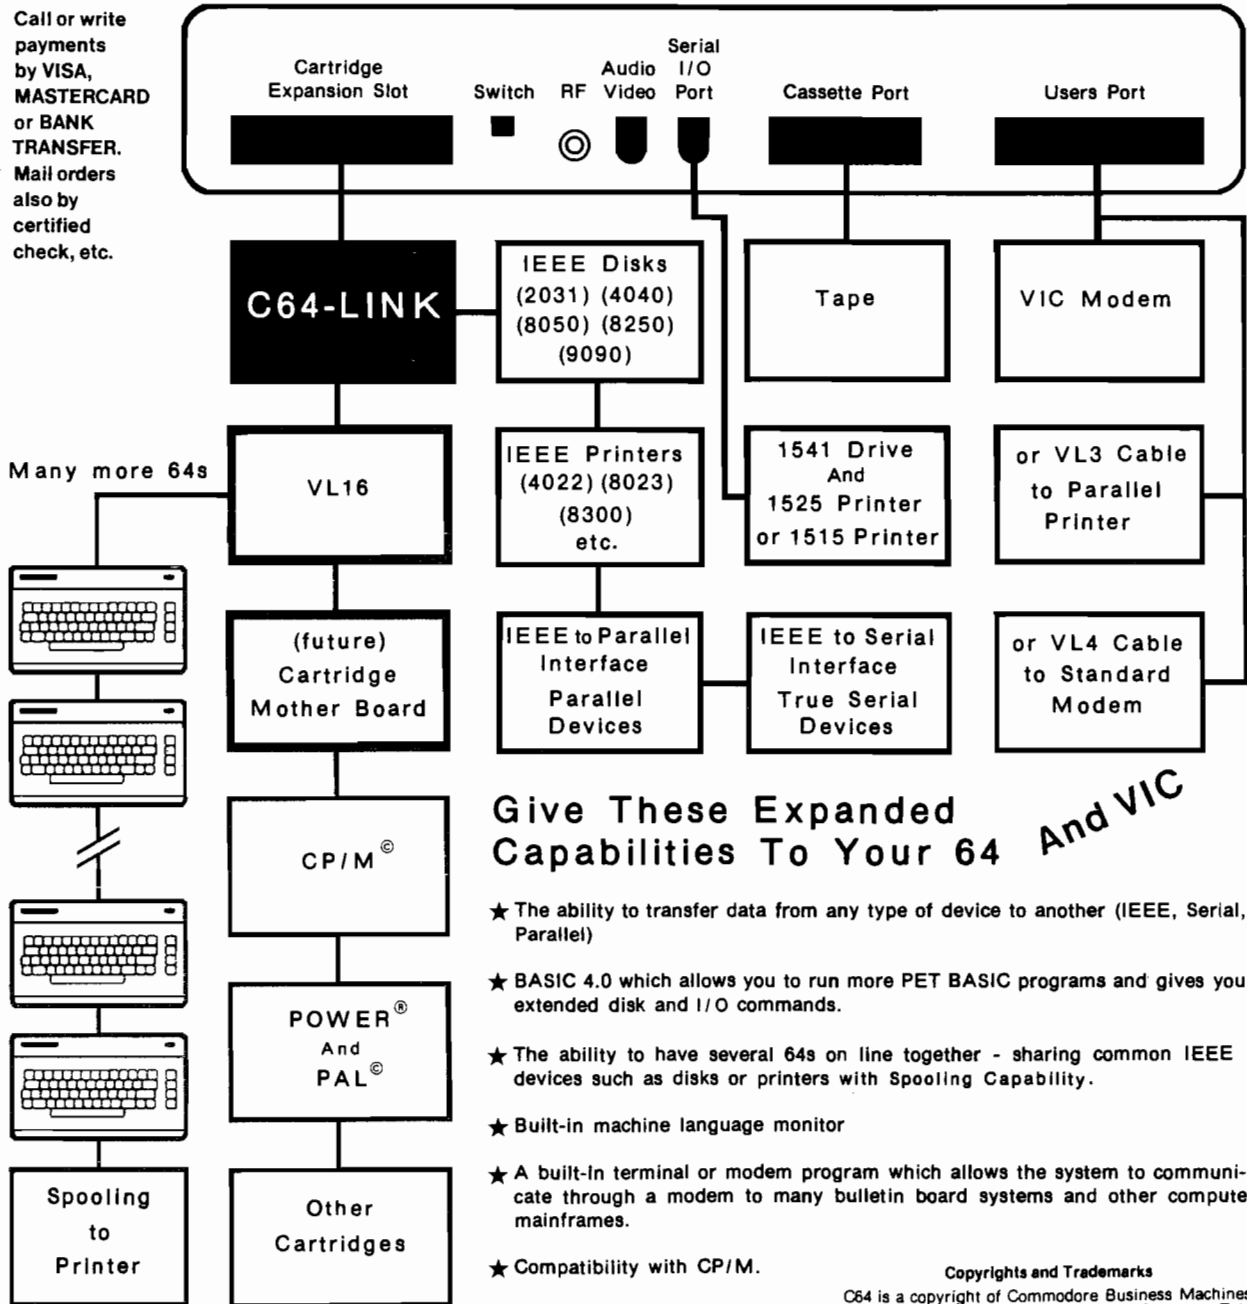 Call or write
payments
by VISA,
MASTERCARD
or BANK
TRANSFER.
Mail orders
also by
certified
check, etc.
Cartridge
Expansion Slot
Switch
RF
Audio
Video
Serial
I/O
Port
Cassette Port
Users Port
C64-LINK
IEEE Disks
(2031) (4040)
(8050) (8250)
(9090)
Tape
VIC Modem
Many more 64s
VL16
IEEE Printers
(4022) (8023)
(8300)
etc.
1541 Drive
And
1525 Printer
or 1515 Printer
or VL3 Cable
to Parallel
Printer
(future)
Cartridge
Mother Board
IEEE to Parallel
Interface
Parallel
Devices
IEEE to Serial
Interface
True Serial
Devices
or VL4 Cable
to Standard
Modem
CP/M©
POWER®
And
PAL©
Other
Cartridges
Spooling
to
Printer
Give These Expanded
Capabilities To Your 64
And VIC
★ The ability to transfer data from any type of device to another (IEEE, Serial,
Parallel)
★ BASIC 4.0 which allows you to run more PET BASIC programs and gives you
extended disk and I/O commands.
★ The ability to have several 64s on line together - sharing common IEEE
devices such as disks or printers with Spooling Capability.
★ Built-in machine language monitor
★ A built-in terminal or modem program which allows the system to communi-
cate through a modem to many bulletin board systems and other compute
mainframes.
★ Compatibility with CP/M.
Copyrights and Trademarks
C64 is a copyright of Commodore Business Machines